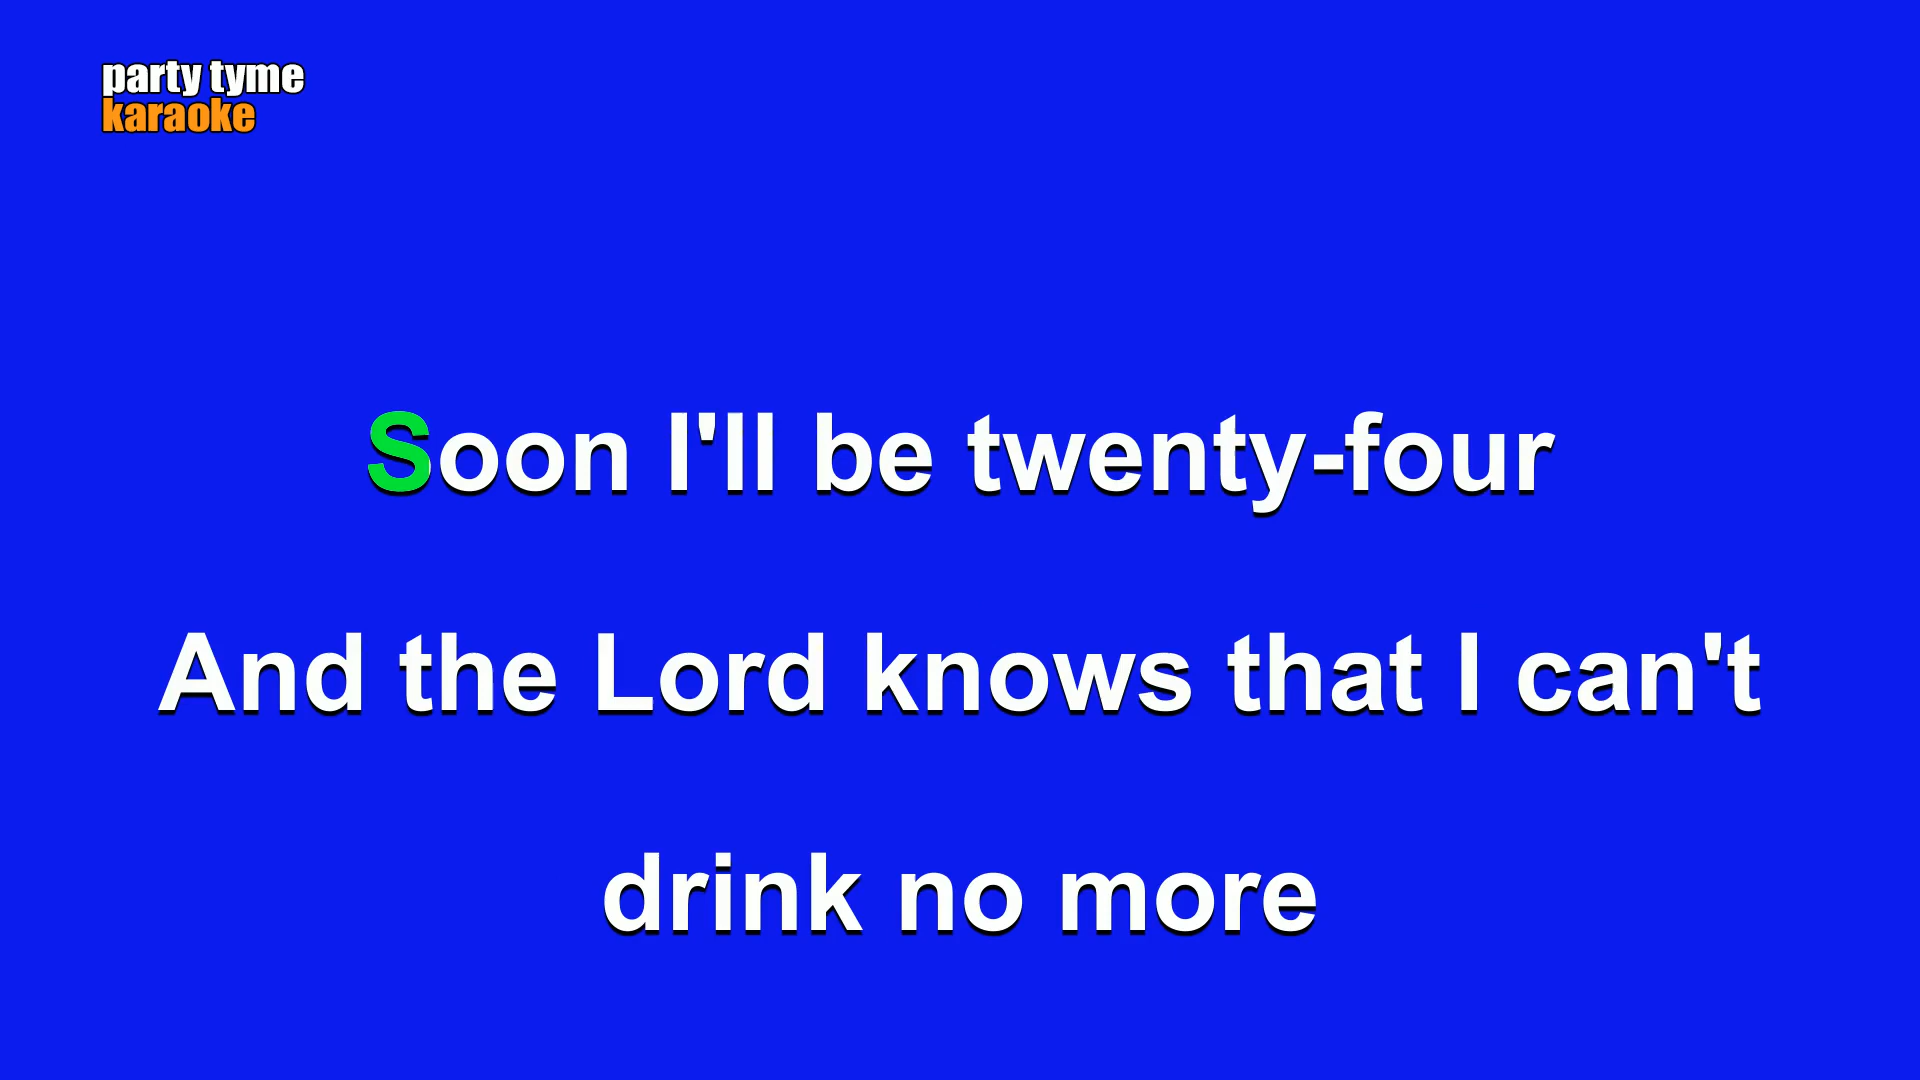 party tyme
karaoke
Soon I'll be twenty-four
And the Lord knows that I can't
drink no more